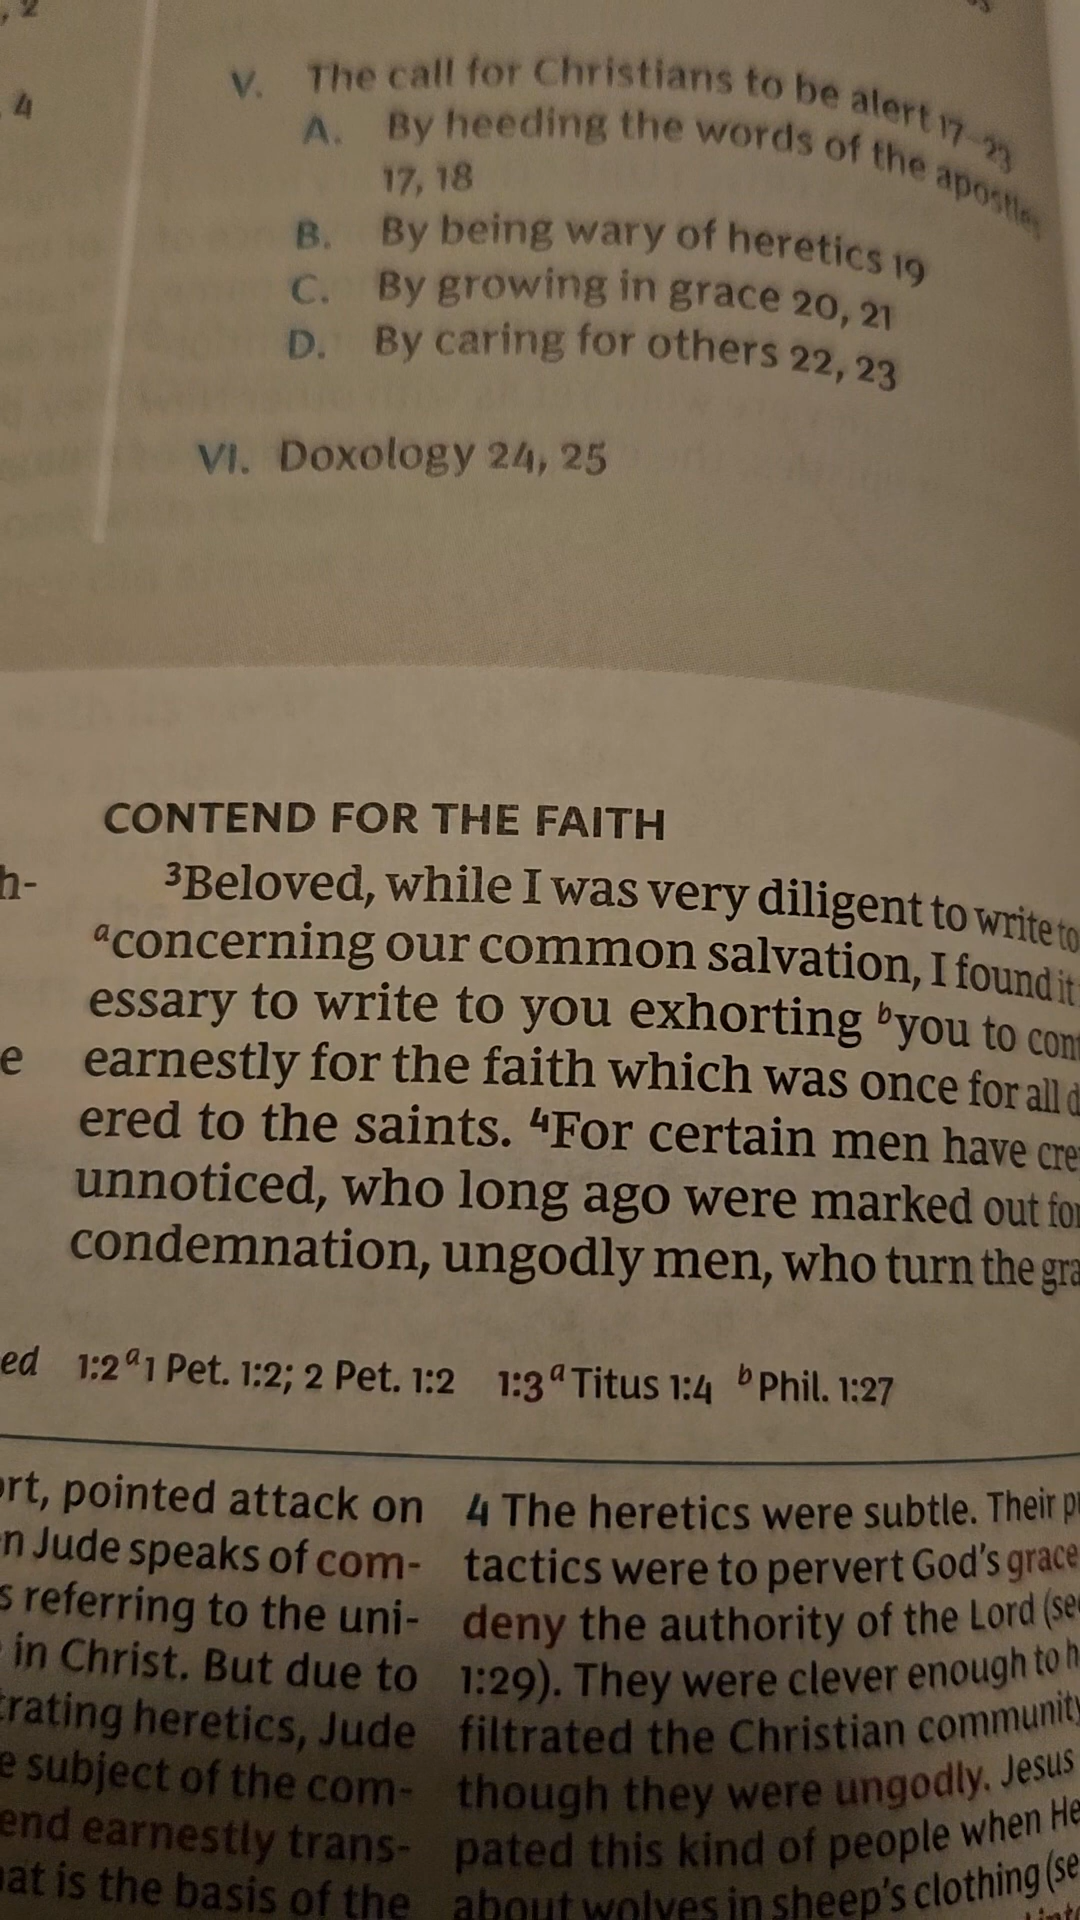 , 2
4
V. The call for Christians to be alert 17–23
A. By heeding the words of the apostles
17, 18
B. By being wary of heretics 19
C. By growing in grace 20, 21
D. By caring for others 22, 23
VI. Doxology 24, 25
CONTEND FOR THE FAITH
h-
³Beloved, while I was very diligent to write to
ᵃconcerning our common salvation, I found it
essary to write to you exhorting ᵇyou to con
e
earnestly for the faith which was once for all d
ered to the saints. ⁴For certain men have cre
unnoticed, who long ago were marked out for
condemnation, ungodly men, who turn the gra
ed 1:2 ᵃ1 Pet. 1:2; 2 Pet. 1:2 1:3 ᵃTitus 1:4 ᵇPhil. 1:27
ort, pointed attack on
n Jude speaks of com-
s referring to the uni-
in Christ. But due to
trating heretics, Jude
e subject of the com-
end earnestly trans-
hat is the basis of the
4 The heretics were subtle. Their p
tactics were to pervert God's grace
deny the authority of the Lord (see
1:29). They were clever enough to h
filtrated the Christian community
though they were ungodly. Jesus
pated this kind of people when He
about wolves in sheep's clothing (se